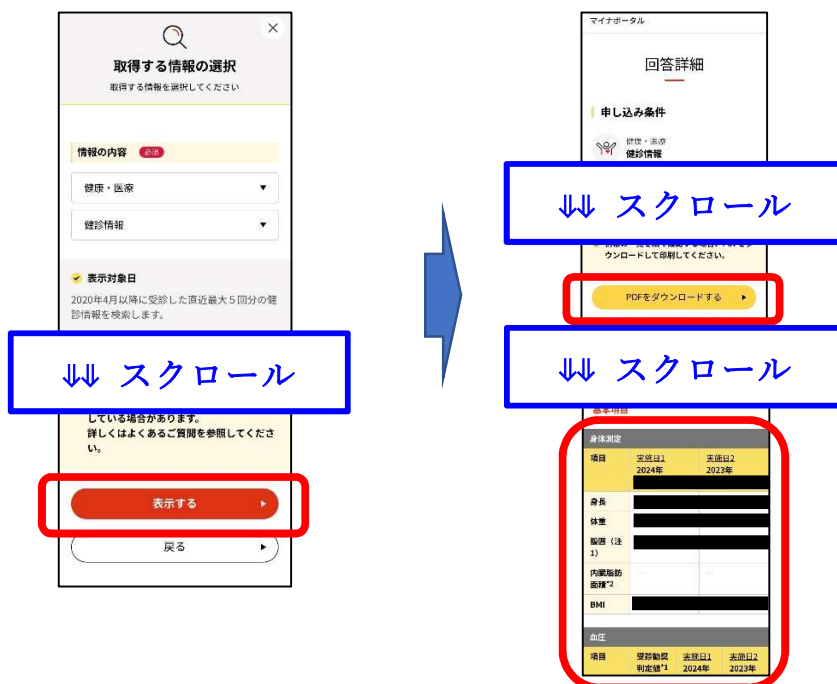 取得する情報の選択
取得する情報を選択してください
情報の内容 必須
健康・医療
健診情報
表示対象日
2020年4月以降に受診した直近最大5回分の健
診情報を検索します。
⇓⇓ スクロール
している場合があります。
詳しくはよくあるご質問を参照してくださ
い。
表示する
戻る
マイナポータル
回答詳細
申し込み条件
健康・医療
健診情報
⇓⇓ スクロール
ウンロードして印刷してください。
PDFをダウンロードする
⇓⇓ スクロール
基本項目
身体測定
項目 実施日1 実施日2
2024年 2023年
身長
体重
腹囲（注
1）
内臓脂肪
面積*2
BMI
血圧
項目 受診勧奨 実施日1 実施日2
判定値*1 2024年 2023年